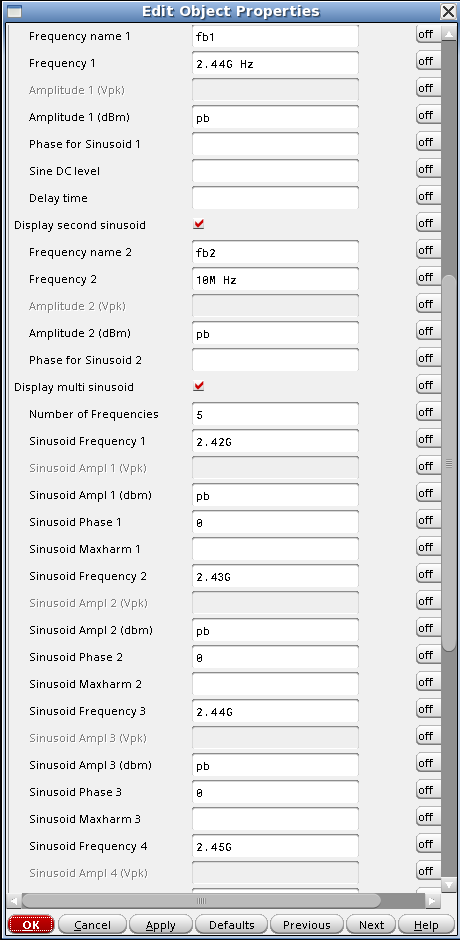 Edit Object Properties
Frequency name 1 fb1 off
Frequency 1 2.44G Hz off
Amplitude 1 (Vpk) off
Amplitude 1 (dBm) pb off
Phase for Sinusoid 1 off
Sine DC level off
Delay time off
Display second sinusoid off
Frequency name 2 fb2 off
Frequency 2 10M Hz off
Amplitude 2 (Vpk) off
Amplitude 2 (dBm) pb off
Phase for Sinusoid 2 off
Display multi sinusoid off
Number of Frequencies 5 off
Sinusoid Frequency 1 2.42G off
Sinusoid Ampl 1 (Vpk) off
Sinusoid Ampl 1 (dbm) pb off
Sinusoid Phase 1 0 off
Sinusoid Maxharm 1 off
Sinusoid Frequency 2 2.43G off
Sinusoid Ampl 2 (Vpk) off
Sinusoid Ampl 2 (dbm) pb off
Sinusoid Phase 2 0 off
Sinusoid Maxharm 2 off
Sinusoid Frequency 3 2.44G off
Sinusoid Ampl 3 (Vpk) off
Sinusoid Ampl 3 (dbm) pb off
Sinusoid Phase 3 0 off
Sinusoid Maxharm 3 off
Sinusoid Frequency 4 2.45G off
Sinusoid Ampl 4 (Vpk) off
OK Cancel Apply Defaults Previous Next Help